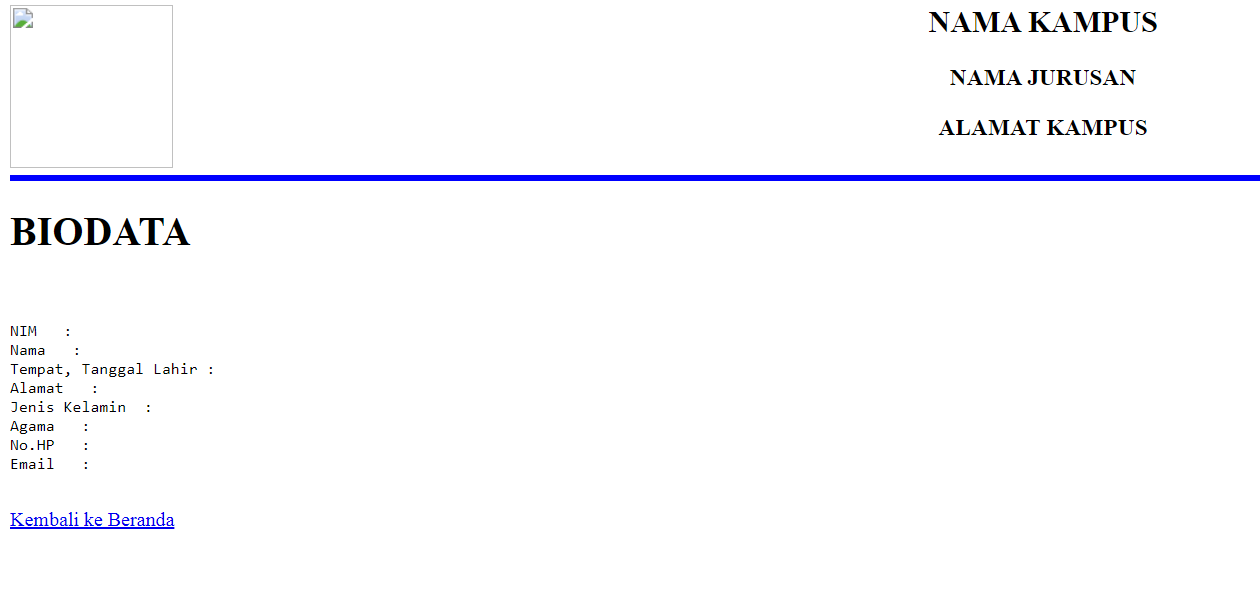 NAMA KAMPUS
NAMA JURUSAN
ALAMAT KAMPUS
BIODATA
NIM   :
Nama   :
Tempat, Tanggal Lahir :
Alamat   :
Jenis Kelamin  :
Agama   :
No.HP   :
Email   :
Kembali ke Beranda